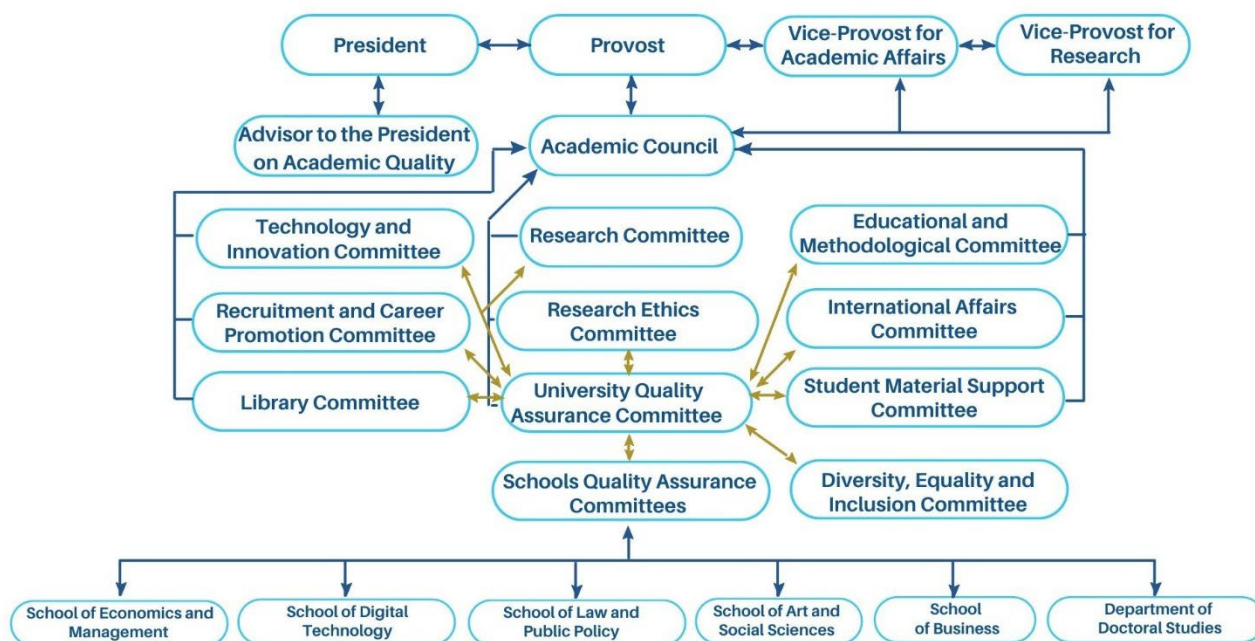 President
Provost
Vice-Provost for
Academic Affairs
Vice-Provost for
Research
Advisor to the President
on Academic Quality
Academic Council
Technology and
Innovation Committee
Research Committee
Educational and
Methodological Committee
Recruitment and Career
Promotion Committee
Research Ethics
Committee
International Affairs
Committee
Library Committee
University Quality
Assurance Committee
Student Material Support
Committee
Schools Quality Assurance
Committees
Diversity, Equality and
Inclusion Committee
School of Economics and
Management
School of Digital
Technology
School of Law and
Public Policy
School of Art and
Social Sciences
School
of Business
Department of
Doctoral Studies